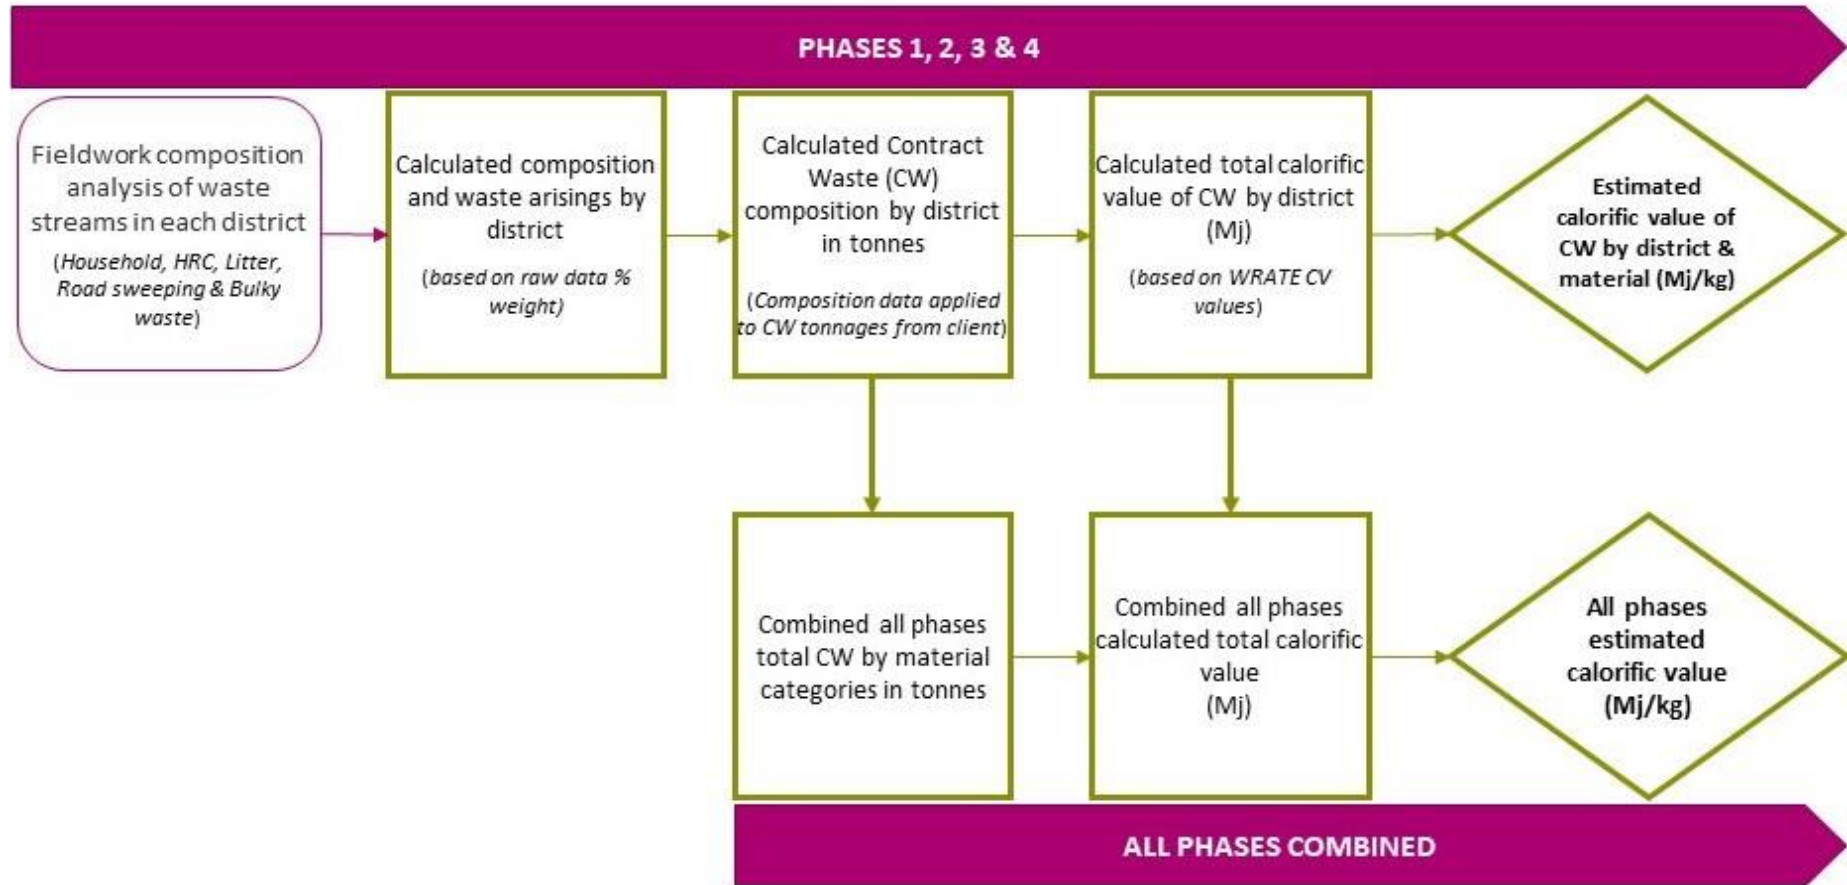 PHASES 1, 2, 3 & 4
Fieldwork composition
analysis of waste
streams in each district
(Household, HRC, Litter,
Road sweeping & Bulky
waste)
Calculated composition
and waste arisings by
district
(based on raw data %
weight)
Calculated Contract
Waste (CW)
composition by district
in tonnes
(Composition data applied
to CW tonnages from client)
Calculated total calorific
value of CW by district
(Mj)
(based on WRATE CV
values)
Estimated
calorific value of
CW by district &
material (Mj/kg)
Combined all phases
total CW by material
categories in tonnes
Combined all phases
calculated total calorific
value
(Mj)
All phases
estimated
calorific value
(Mj/kg)
ALL PHASES COMBINED